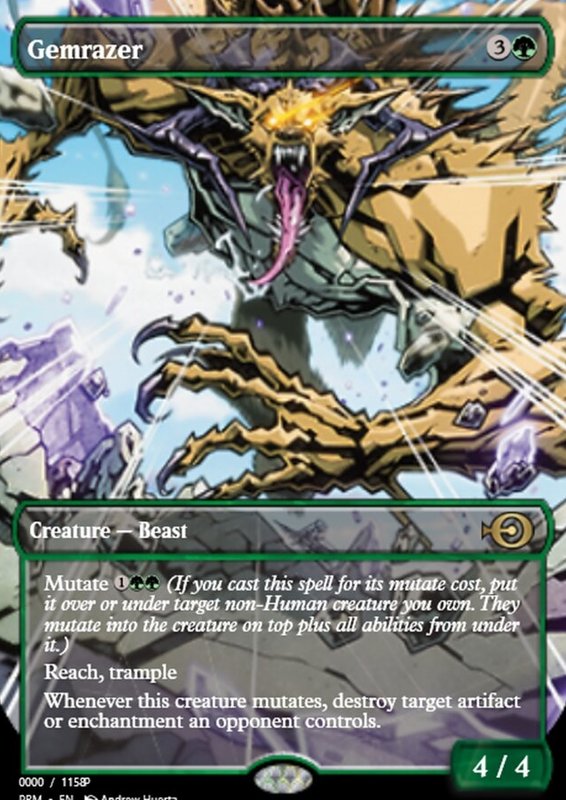 Gemrazer 3
Creature — Beast
Mutate 1 (If you cast this spell for its mutate cost, put
it over or under target non-Human creature you own. They
mutate into the creature on top plus all abilities from under
it.)
Reach, trample
Whenever this creature mutates, destroy target artifact
or enchantment an opponent controls.
4 / 4
0000 / 1158P
PRM • EN Andrew Huerta